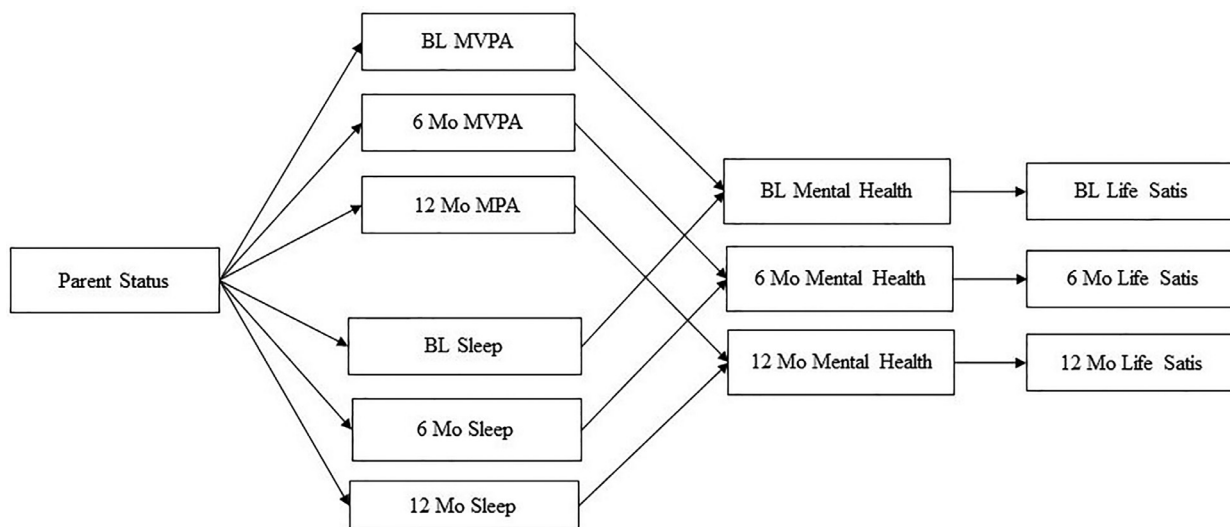 BL MVPA
6 Mo MVPA
12 Mo MPA
Parent Status
BL Sleep
6 Mo Sleep
12 Mo Sleep
BL Mental Health
6 Mo Mental Health
12 Mo Mental Health
BL Life Satis
6 Mo Life Satis
12 Mo Life Satis